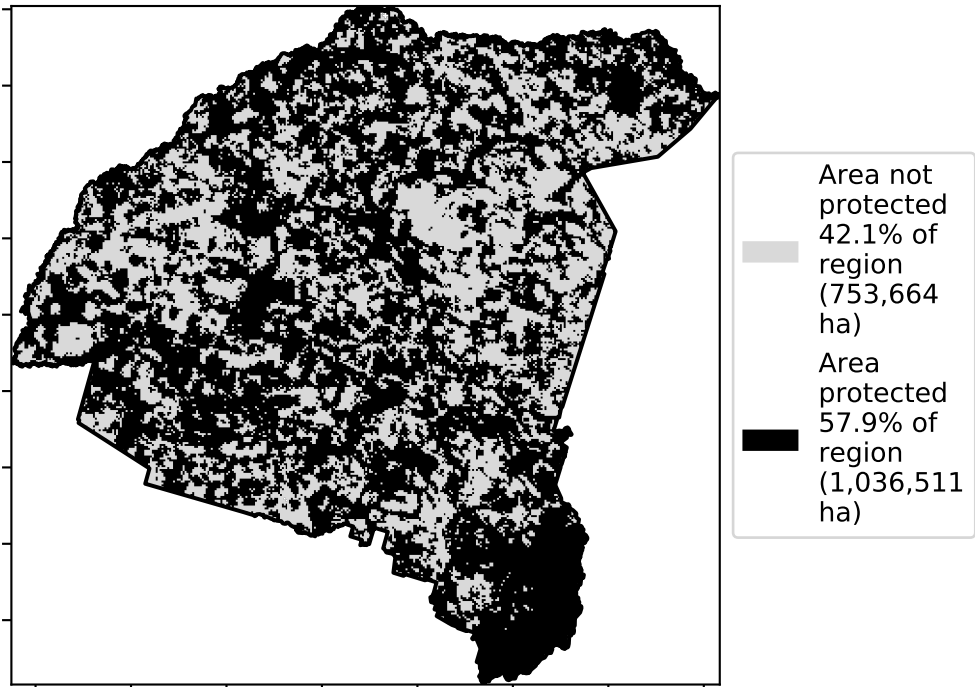 Area not
protected
42.1% of
region
(753,664
ha)
Area
protected
57.9% of
region
(1,036,511
ha)